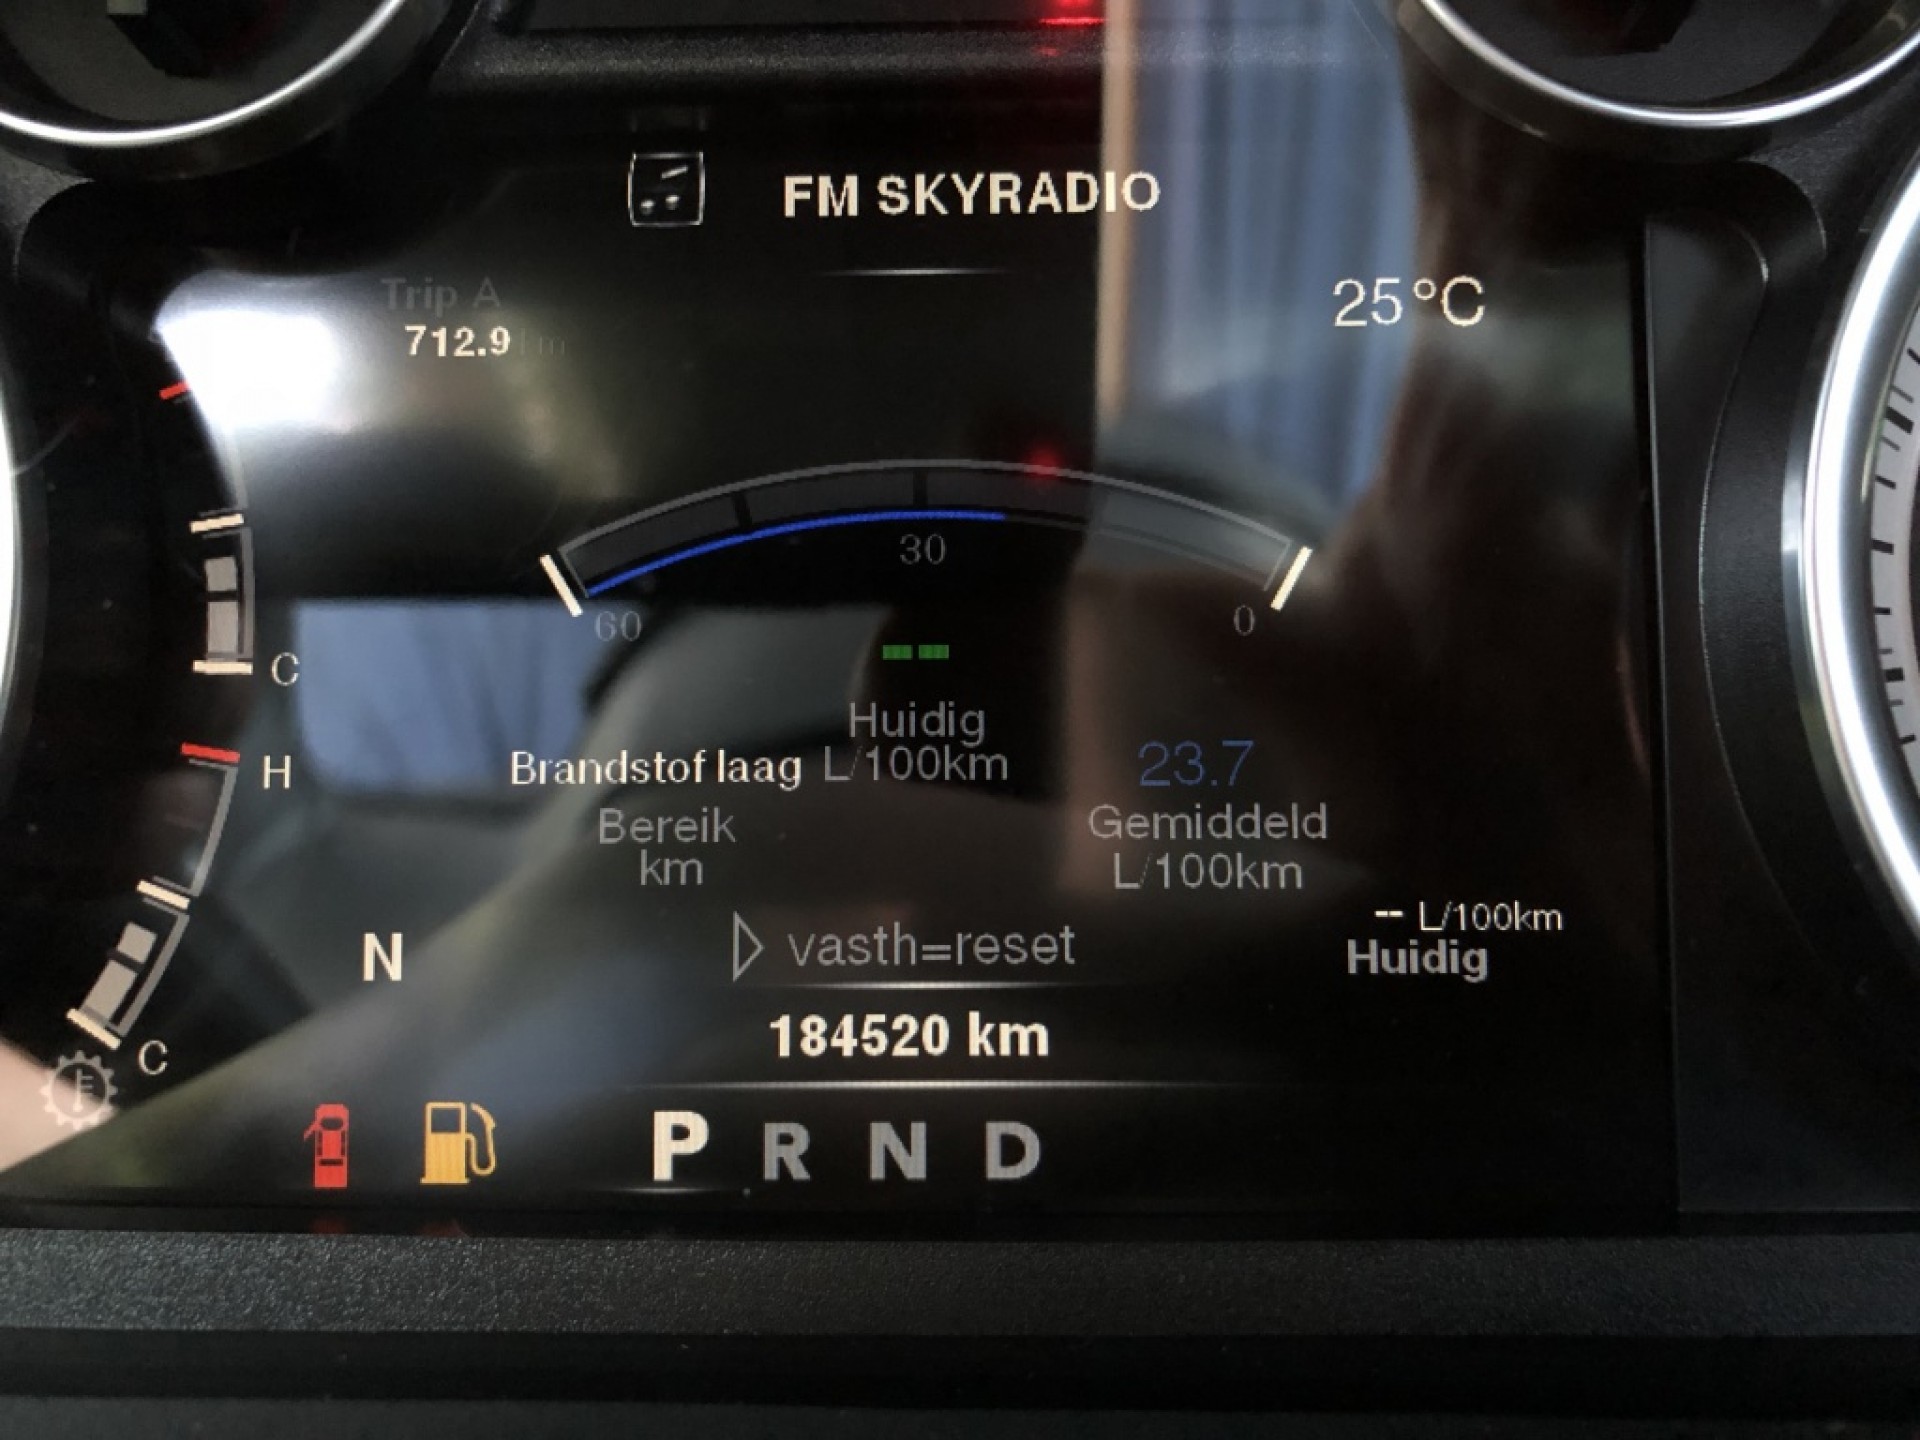 FM SKYRADIO
Trip A
712.9
25°C
30
60
0
C
H
Huidig
L/100km
Brandstof laag
Bereik
km
23.7
Gemiddeld
L/100km
-- L/100km
Huidig
N
vasth=reset
184520 km
C
P R N D